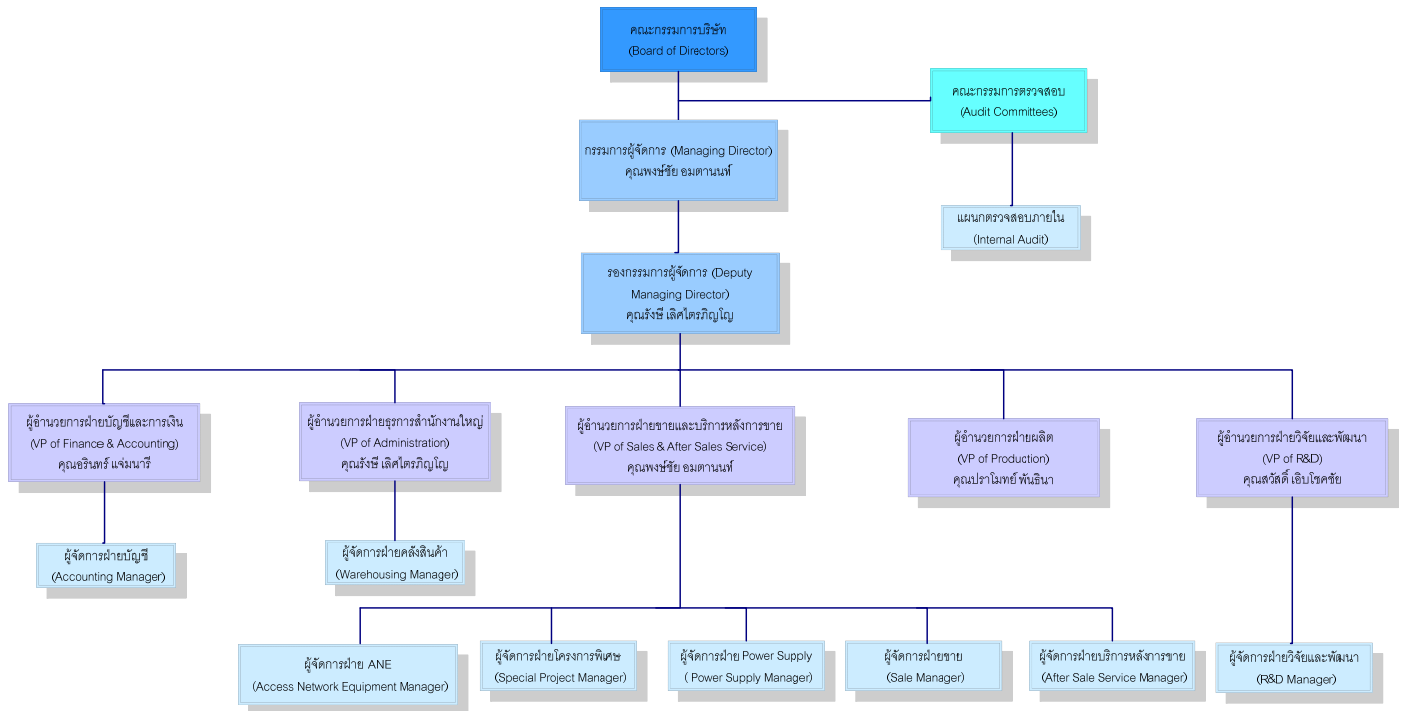 คณะกรรมการบริษัท
(Board of Directors)
คณะกรรมการตรวจสอบ
(Audit Committees)
กรรมการผู้จัดการ (Managing Director)
คุณพงษ์ชัย อมตานนท์
แผนกตรวจสอบภายใน
(Internal Audit)
รองกรรมการผู้จัดการ (Deputy
Managing Director)
คุณรังษี เลิศไตรภิญโญ
ผู้อำนวยการฝ่ายบัญชีและการเงิน
(VP of Finance & Accounting)
คุณอรินทร์ แจ่มนารี
ผู้อำนวยการฝ่ายธุรการสำนักงานใหญ่
(VP of Administration)
คุณรังษี เลิศไตรภิญโญ
ผู้อำนวยการฝ่ายขายและบริการหลังการขาย
(VP of Sales & After Sales Service)
คุณพงษ์ชัย อมตานนท์
ผู้อำนวยการฝ่ายผลิต
(VP of Production)
คุณปราโมทย์ พันธินา
ผู้อำนวยการฝ่ายวิจัยและพัฒนา
(VP of R&D)
คุณสวัสดิ์ เอิบโชคชัย
ผู้จัดการฝ่ายบัญชี
(Accounting Manager)
ผู้จัดการฝ่ายคลังสินค้า
(Warehousing Manager)
ผู้จัดการฝ่าย ANE
(Access Network Equipment Manager)
ผู้จัดการฝ่ายโครงการพิเศษ
(Special Project Manager)
ผู้จัดการฝ่าย Power Supply
( Power Supply Manager)
ผู้จัดการฝ่ายขาย
(Sale Manager)
ผู้จัดการฝ่ายบริการหลังการขาย
(After Sale Service Manager)
ผู้จัดการฝ่ายวิจัยและพัฒนา
(R&D Manager)